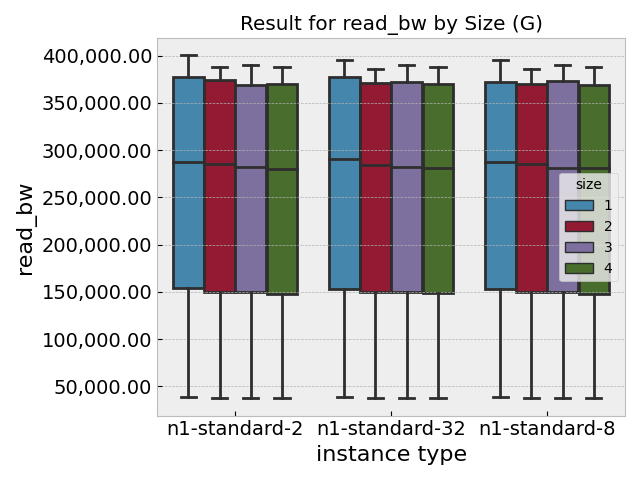 Result for read_bw by Size (G)
400,000.00
350,000.00
300,000.00
250,000.00
200,000.00
150,000.00
100,000.00
50,000.00
read_bw
size
1
2
3
4
n1-standard-2
n1-standard-32
n1-standard-8
instance type